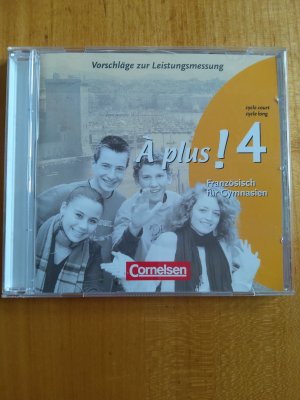 Vorschläge zur Leistungsmessung
cycle court
cycle long
À plus! 4
Französisch
für Gymnasien
Cornelsen